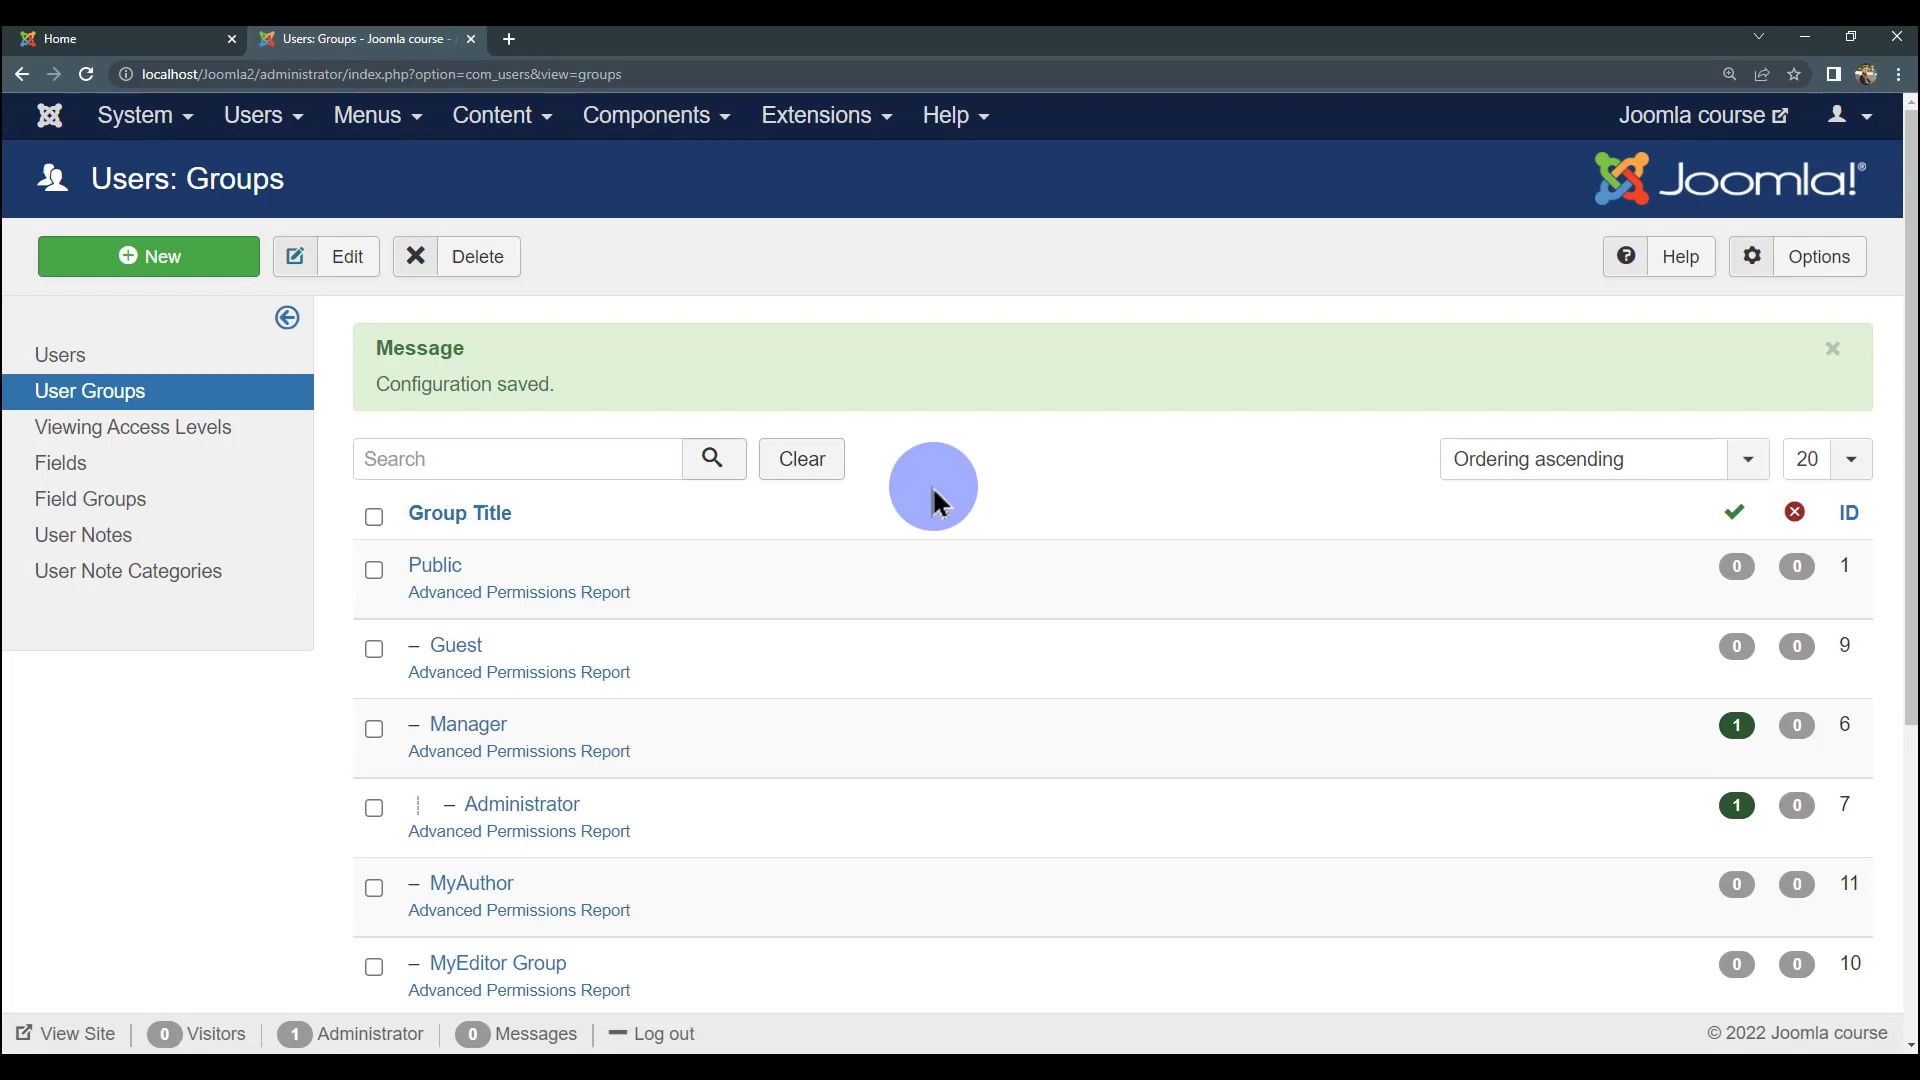 Home
Users: Groups - Joomla course -
localhost/Joomla2/administrator/index.php?option=com_users&view=groups
System Users Menus Content Components Extensions Help Joomla course
Users: Groups
Joomla!®
New Edit Delete Help Options
Users
User Groups
Viewing Access Levels
Fields
Field Groups
User Notes
User Note Categories
Message
Configuration saved.
Search Clear Ordering ascending 20
Group Title ID
Public 0 0 1
Advanced Permissions Report
– Guest 0 0 9
Advanced Permissions Report
– Manager 1 0 6
Advanced Permissions Report
– Administrator 1 0 7
Advanced Permissions Report
– MyAuthor 0 0 11
Advanced Permissions Report
– MyEditor Group 0 0 10
Advanced Permissions Report
View Site 0 Visitors 1 Administrator 0 Messages Log out © 2022 Joomla course